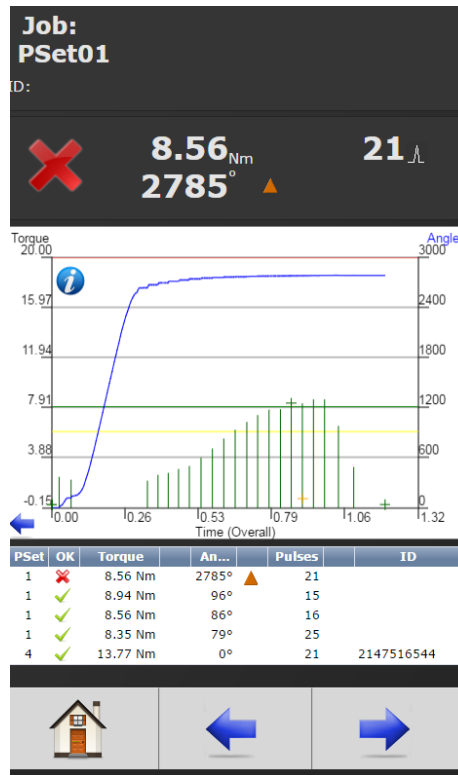 Job:
PSet01
ID:
8.56 Nm
21
2785°
Torque
Angle
20.00
3000
15.97
2400
11.94
1800
7.91
1200
3.88
600
-0.15
0
0.00 0.26 0.53 0.79 1.06 1.32
Time (Overall)
PSet OK Torque An... Pulses ID
1 8.56 Nm 2785° 21
1 8.94 Nm 96° 15
1 8.56 Nm 86° 16
1 8.35 Nm 79° 25
4 13.77 Nm 0° 21 2147516544